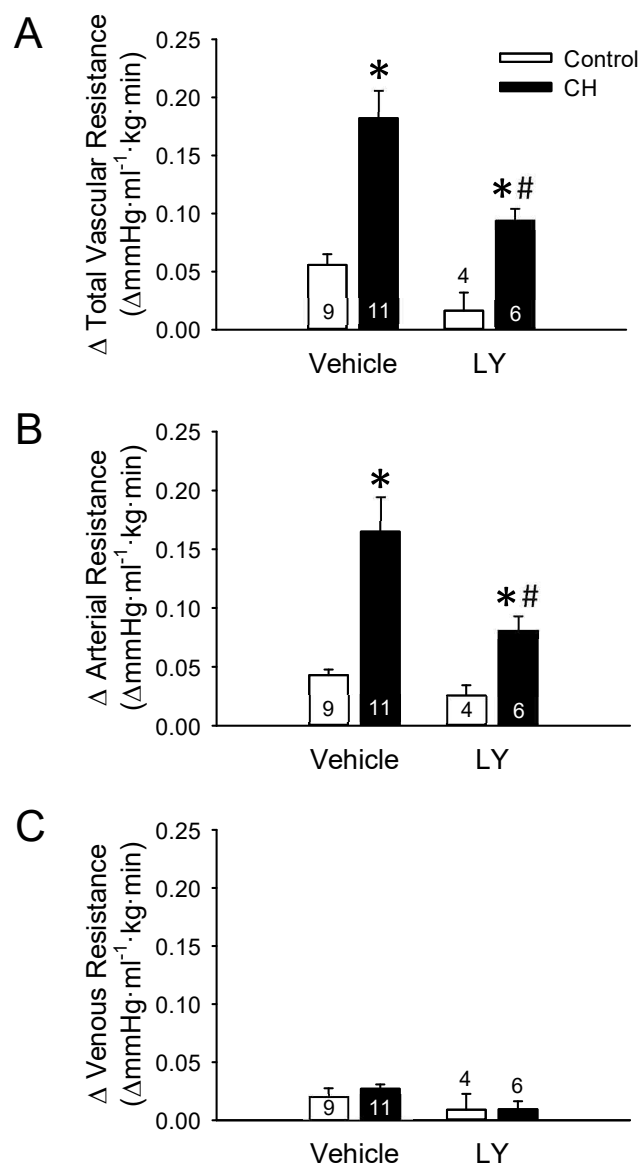 A
Δ Total Vascular Resistance
(ΔmmHg·ml⁻¹·kg·min)
0.25
0.20
0.15
0.10
0.05
0.00
Control
CH
*
*#
9
11
4
6
Vehicle
LY
B
Δ Arterial Resistance
(ΔmmHg·ml⁻¹·kg·min)
0.25
0.20
0.15
0.10
0.05
0.00
*
*#
9
11
4
6
Vehicle
LY
C
Δ Venous Resistance
(ΔmmHg·ml⁻¹·kg·min)
0.25
0.20
0.15
0.10
0.05
0.00
9
11
4
6
Vehicle
LY